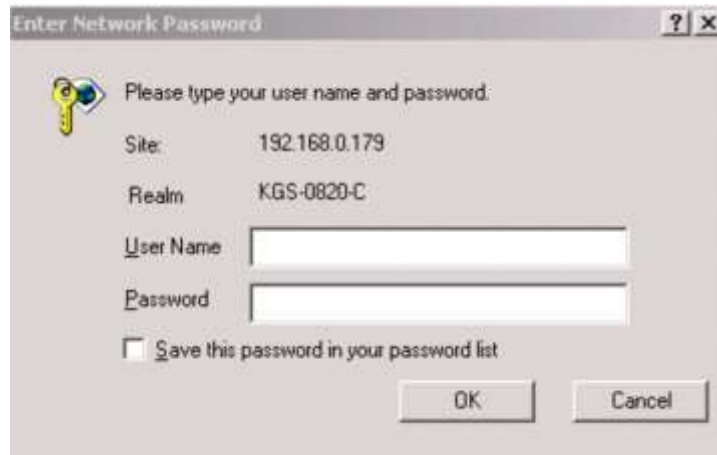 Enter Network Password
Please type your user name and password.
Site: 192.168.0.179
Realm KGS-0820-C
User Name
Password
Save this password in your password list
OK Cancel